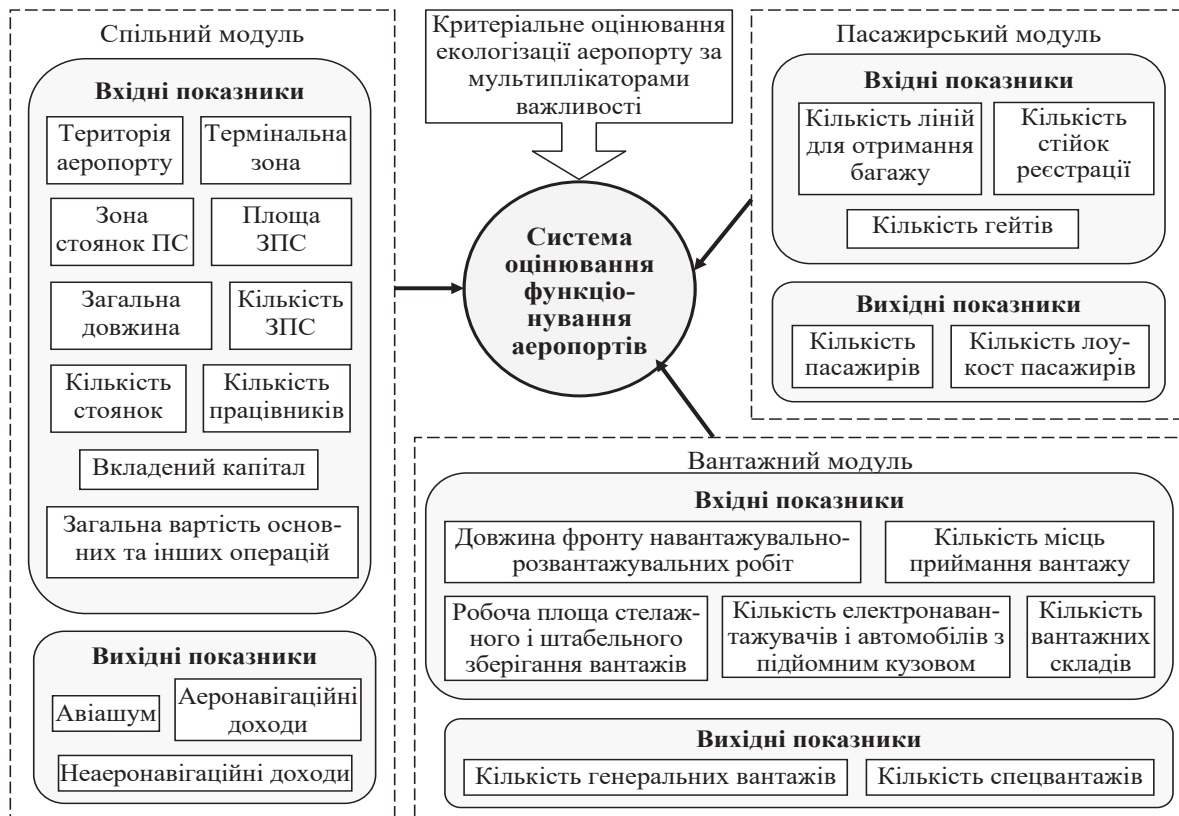 Спільний модуль
Вхідні показники
Територія
аеропорту
Термінальна
зона
Зона
стоянок ПС
Площа
ЗПС
Загальна
довжина
Кількість
ЗПС
Кількість
стоянок
Кількість
працівників
Вкладений капітал
Загальна вартість основ-
них та інших операцій
Вихідні показники
Авіашум
Аеронавігаційні
доходи
Неаеронавігаційні доходи
Критеріальне оцінювання
екологізації аеропорту за
мультиплікаторами
важливості
Система
оцінювання
функціо-
нування
аеропортів
Пасажирський модуль
Вхідні показники
Кількість ліній
для отримання
багажу
Кількість
стійок
реєстрації
Кількість гейтів
Вихідні показники
Кількість
пасажирів
Кількість лоу-
кост пасажирів
Вантажний модуль
Вхідні показники
Довжина фронту навантажувально-
розвантажувальних робіт
Кількість місць
приймання вантажу
Робоча площа стелаж-
ного і штабельного
зберігання вантажів
Кількість електронаван-
тажувачів і автомобілів з
підйомним кузовом
Кількість
вантажних
складів
Вихідні показники
Кількість генеральних вантажів
Кількість спецвантажів